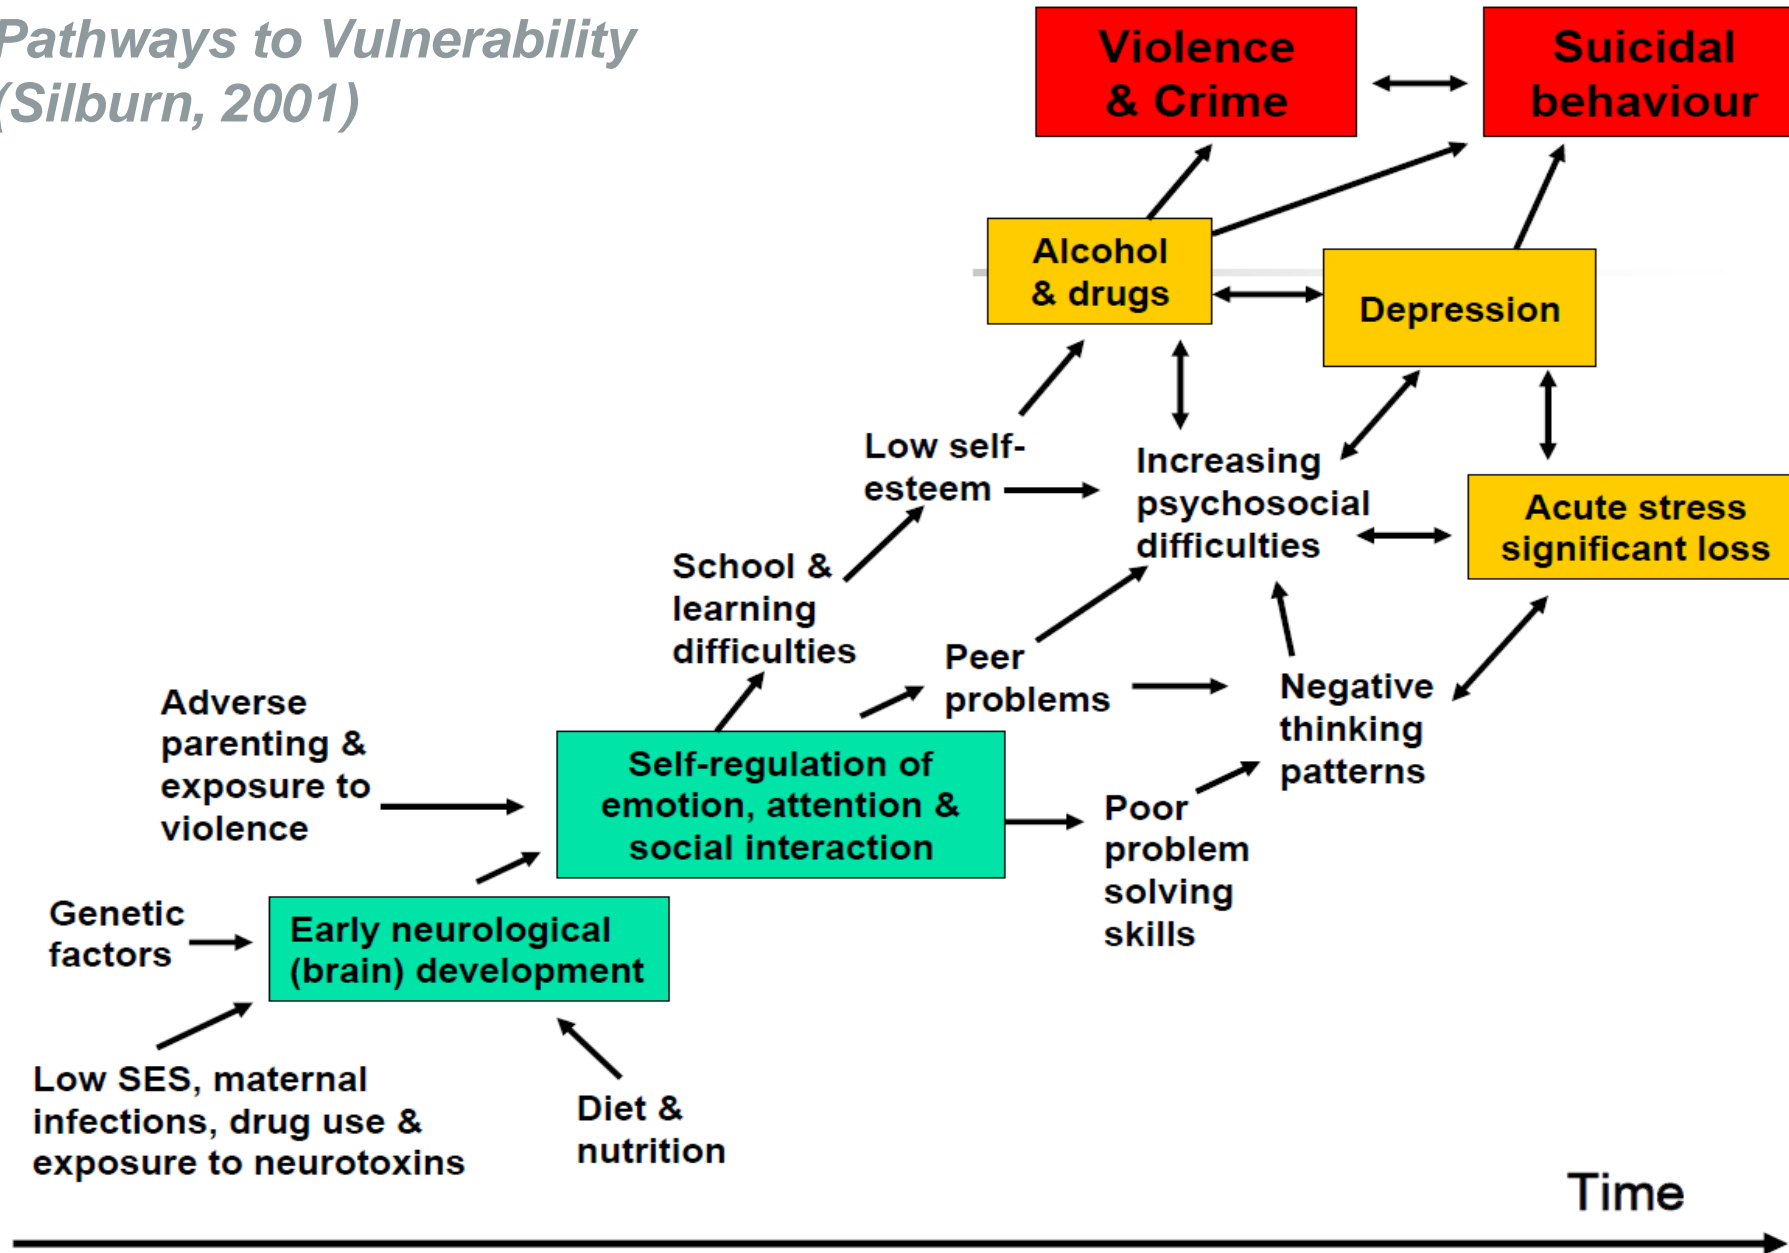 Pathways to Vulnerability
(Silburn, 2001)
Violence
& Crime
Suicidal
behaviour
Alcohol
& drugs
Depression
Low self-
esteem
Increasing
psychosocial
difficulties
Acute stress
significant loss
School &
learning
difficulties
Peer
problems
Negative
thinking
patterns
Adverse
parenting &
exposure to
violence
Self-regulation of
emotion, attention &
social interaction
Poor
problem
solving
skills
Genetic
factors
Early neurological
(brain) development
Low SES, maternal
infections, drug use &
exposure to neurotoxins
Diet &
nutrition
Time